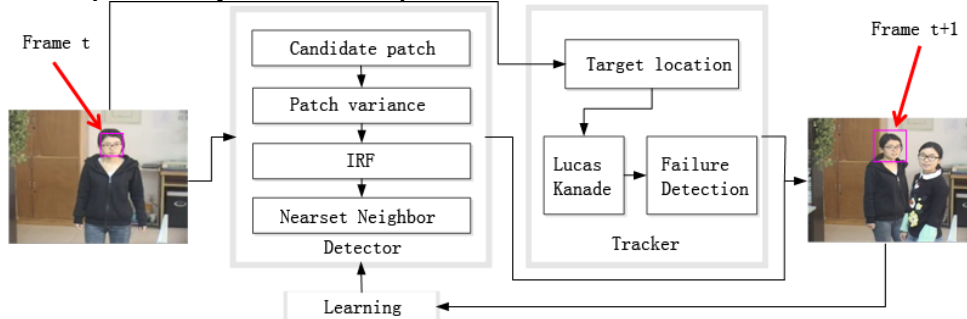 Frame t
Candidate patch
Patch variance
IRF
Nearset Neighbor
Detector
Target location
Lucas
Kanade
Failure
Detection
Tracker
Frame t+1
Learning